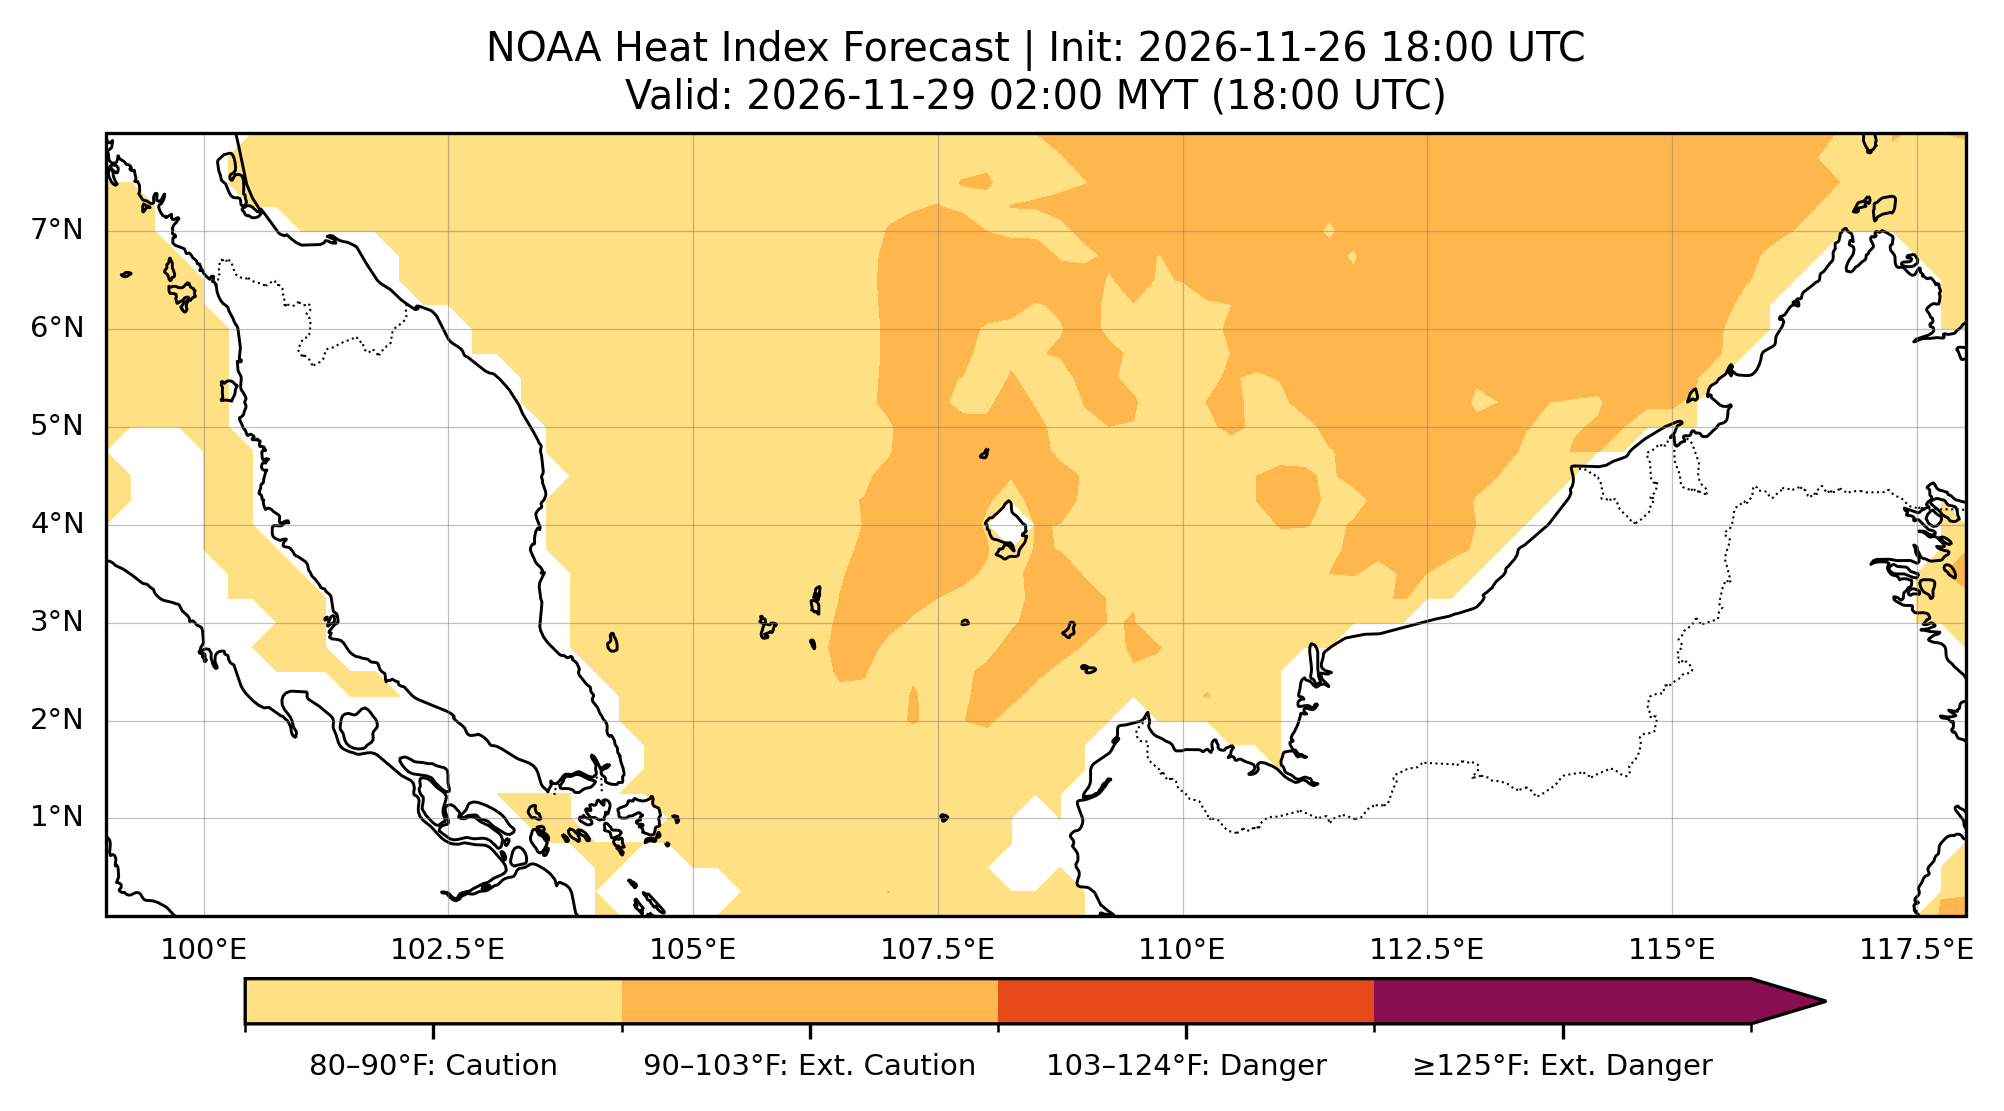 NOAA Heat Index Forecast | Init: 2026-11-26 18:00 UTC
Valid: 2026-11-29 02:00 MYT (18:00 UTC)
7°N
6°N
5°N
4°N
3°N
2°N
1°N
100°E
102.5°E
105°E
107.5°E
110°E
112.5°E
115°E
117.5°E
80–90°F: Caution
90–103°F: Ext. Caution
103–124°F: Danger
≥125°F: Ext. Danger